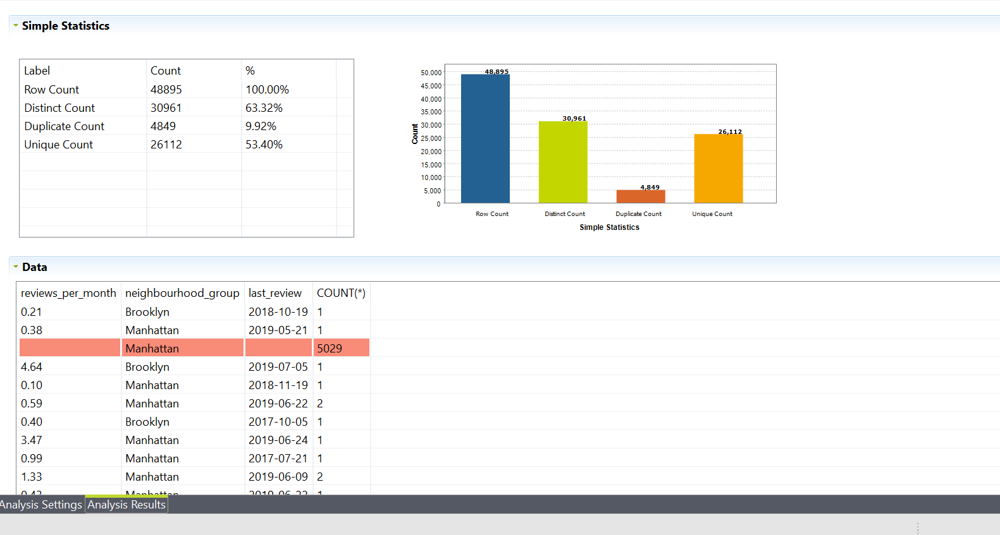 Simple Statistics
Label Count %
Row Count 48895 100.00%
Distinct Count 30961 63.32%
Duplicate Count 4849 9.92%
Unique Count 26112 53.40%
50,000
45,000
40,000
35,000
30,000
25,000
20,000
15,000
10,000
5,000
0
Count
48,895
30,961
4,849
26,112
Row Count Distinct Count Duplicate Count Unique Count
Simple Statistics
Data
reviews_per_month neighbourhood_group last_review COUNT(*)
0.21 Brooklyn 2018-10-19 1
0.38 Manhattan 2019-05-21 1
Manhattan 5029
4.64 Brooklyn 2019-07-05 1
0.10 Manhattan 2018-11-19 1
0.59 Manhattan 2019-06-22 2
0.40 Brooklyn 2017-10-05 1
3.47 Manhattan 2019-06-24 1
0.99 Manhattan 2017-07-21 1
1.33 Manhattan 2019-06-09 2
Manhattan
Analysis Settings Analysis Results